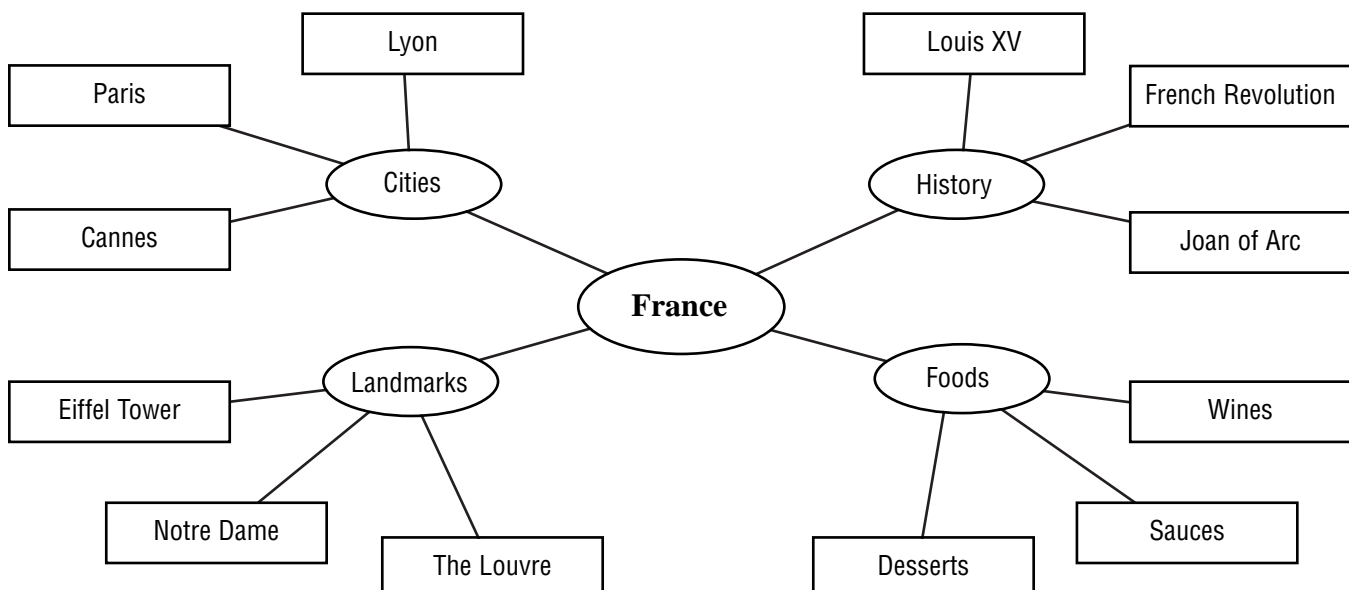 Lyon
Louis XV
Paris
French Revolution
Cities
History
Cannes
Joan of Arc
France
Landmarks
Foods
Eiffel Tower
Wines
Notre Dame
Sauces
The Louvre
Desserts